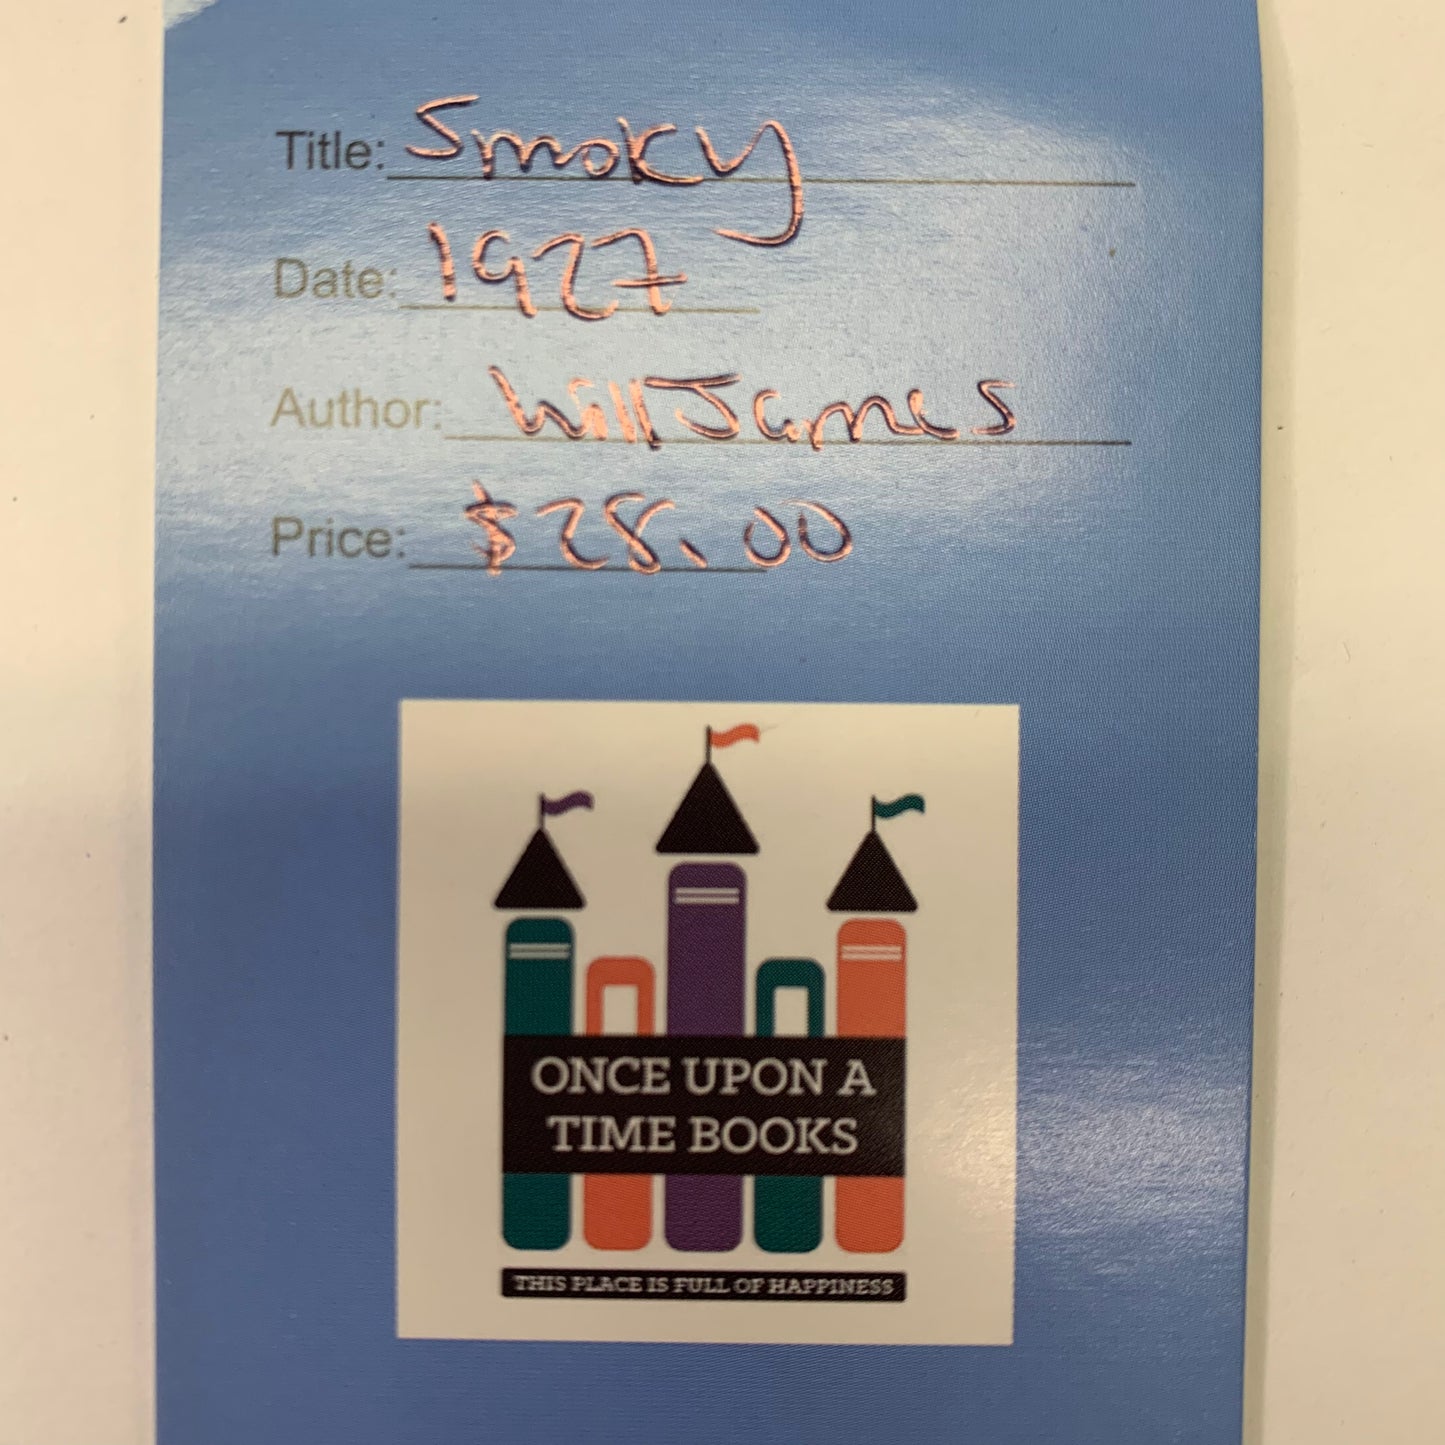 Title: Smoky
Date: 1927
Author: Will James
Price: $28.00
ONCE UPON A
TIME BOOKS
THIS PLACE IS FULL OF HAPPINESS